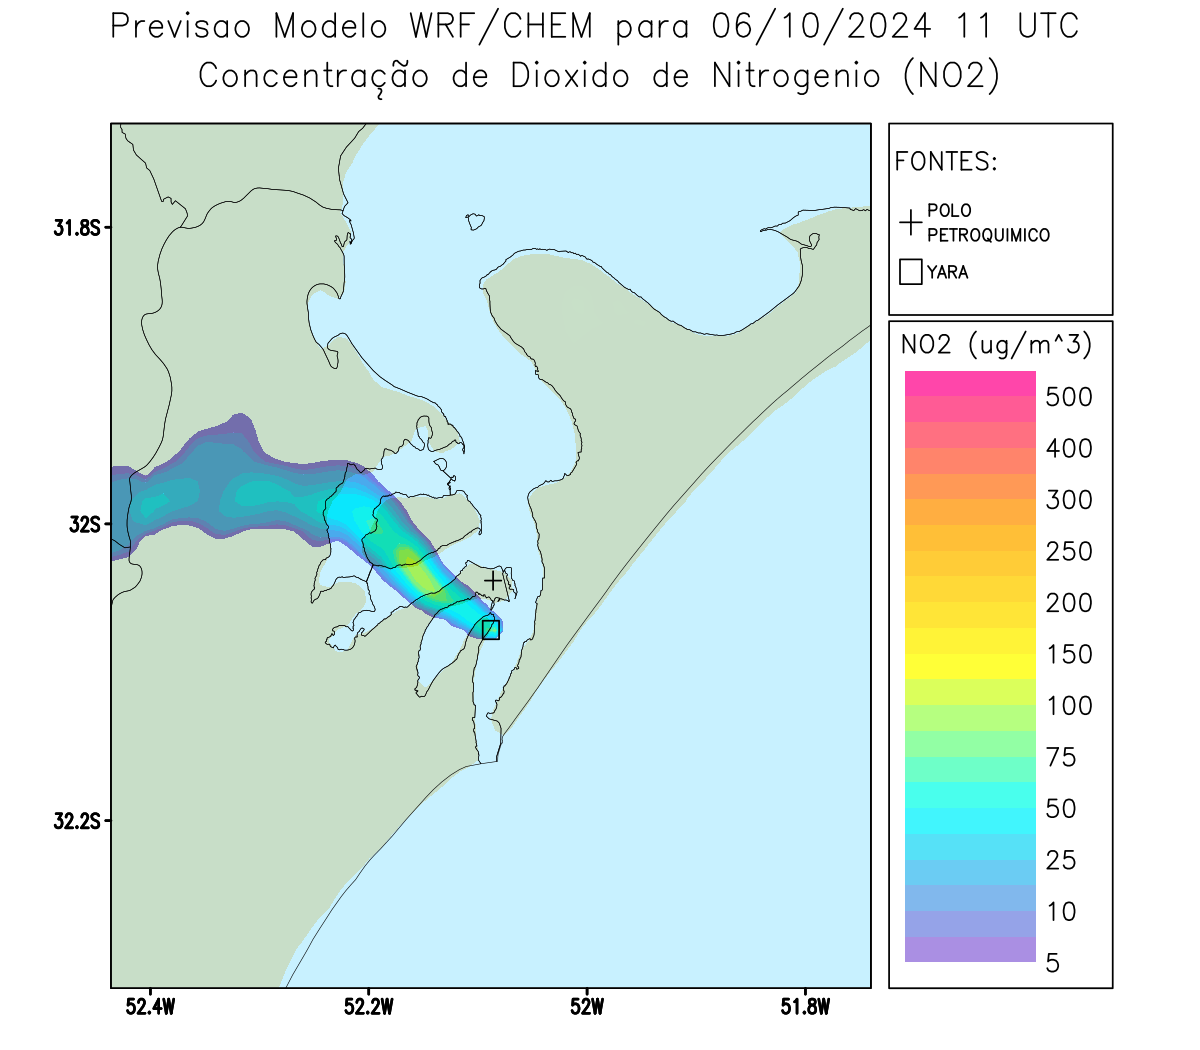 Previsao Modelo WRF/CHEM para 06/10/2024 11 UTC
Concentração de Dioxido de Nitrogenio (NO2)
FONTES:
POLO
PETROQUIMICO
YARA
NO2 (ug/m^3)
500
400
300
250
200
150
100
75
50
25
10
5
31.8S
32S
32.2S
52.4W
52.2W
52W
51.8W